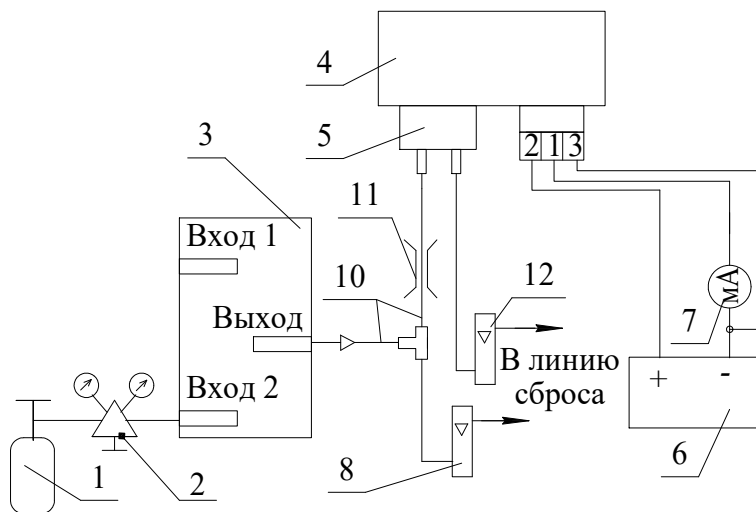 4
5
2 1 3
3
11
Вход 1
12
10
Выход
мА
7
В линию
сброса
+ -
Вход 2
1
2
8
6